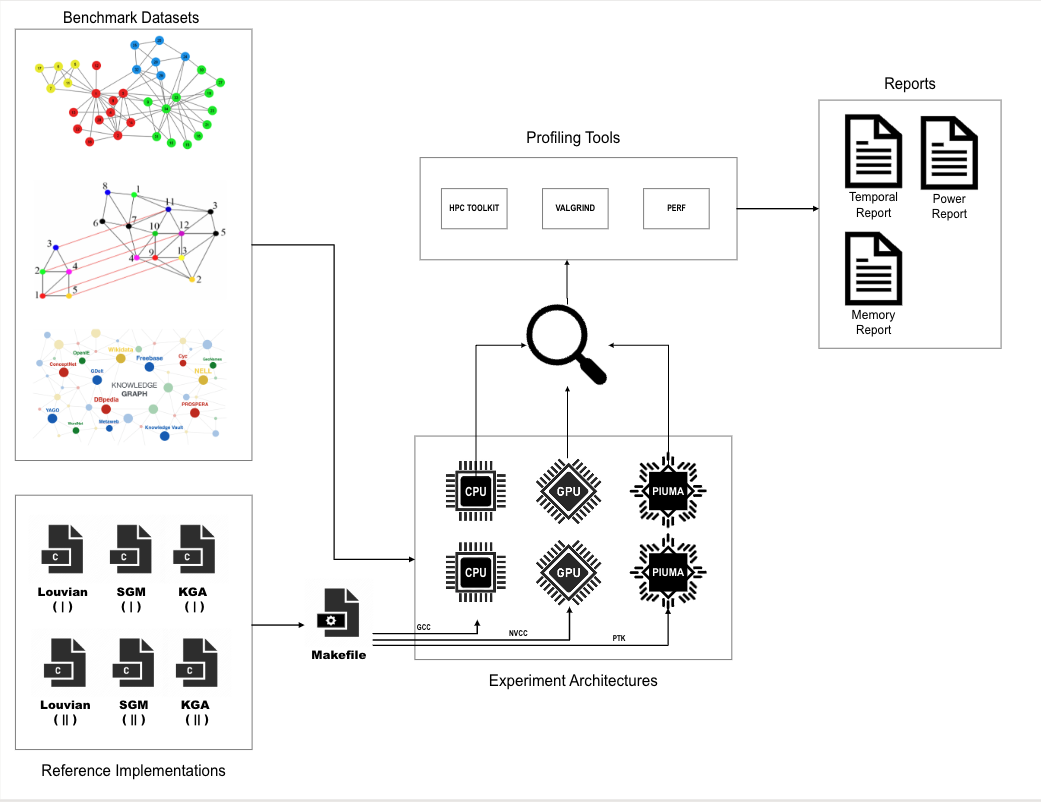 Benchmark Datasets
8
1
11
3
6
7
10
12
5
3
4
9
13
2
4
2
1
5
OpenIE
WikiData
Freebase
Cyc
GeoNames
ConceptNet
GDelt
NELL
KNOWLEDGE
GRAPH
DBpedia
PROSPERA
YAGO
WordNet
Metaweb
Knowledge Vault
C
C
C
Louvian
SGM
KGA
( | )
( | )
( | )
C
C
C
Louvian
SGM
KGA
( || )
( || )
( || )
Reference Implementations
Makefile
GCC
NVCC
PTK
CPU
GPU
PIUMA
CPU
GPU
PIUMA
Experiment Architectures
Profiling Tools
HPC TOOLKIT
VALGRIND
PERF
Reports
Temporal
Report
Power
Report
Memory
Report